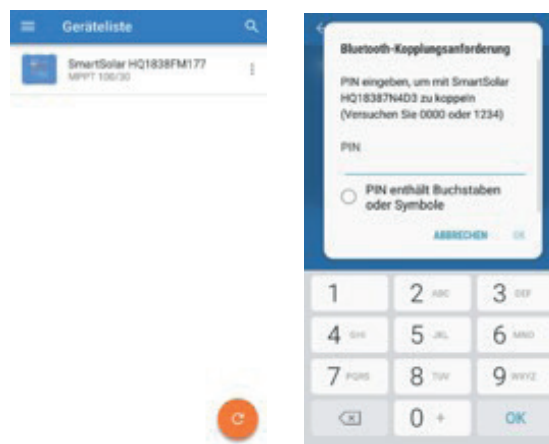 Geräteliste
SmartSolar HQ1838FM177
MPPT 100/30
Bluetooth-Kopplungsanforderung
PIN eingeben, um mit SmartSolar
HQ18387N4D3 zu koppeln
(Versuchen Sie 0000 oder 1234)
PIN
PIN enthält Buchstaben
oder Symbole
ABBRECHEN OK
1 2 ABC 3 DEF
4 GHI 5 JKL 6 MNO
7 PQRS 8 TUV 9 WXYZ
0 + OK